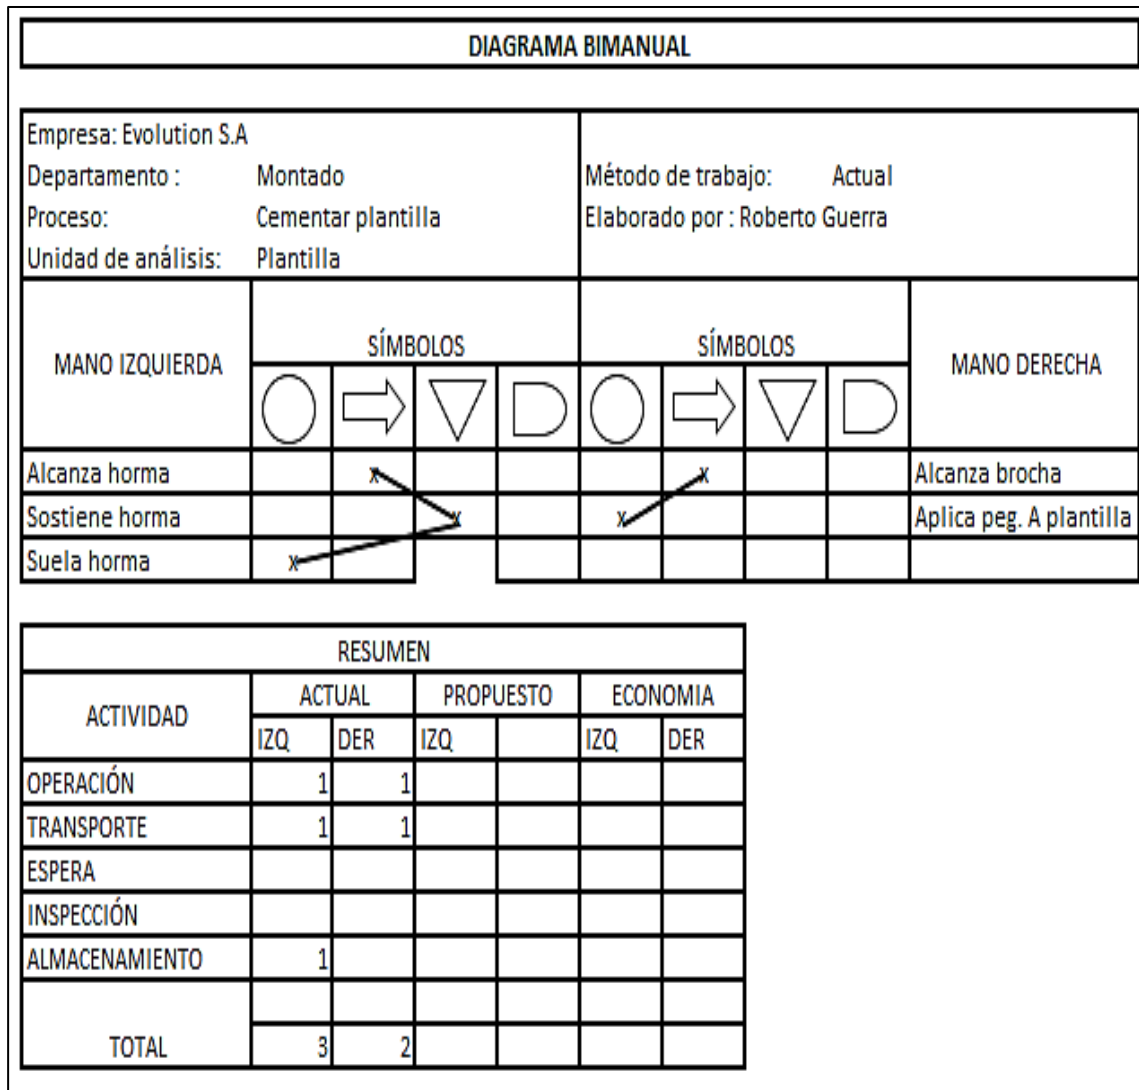 DIAGRAMA BIMANUAL
Empresa: Evolution S.A
Departamento : Montado Método de trabajo: Actual
Proceso: Cementar plantilla Elaborado por : Roberto Guerra
Unidad de análisis: Plantilla
MANO IZQUIERDA SÍMBOLOS SÍMBOLOS MANO DERECHA
Alcanza horma x x Alcanza brocha
Sostiene horma x x Aplica peg. A plantilla
Suela horma x
RESUMEN
ACTIVIDAD ACTUAL PROPUESTO ECONOMIA
IZQ DER IZQ IZQ DER
OPERACIÓN 1 1
TRANSPORTE 1 1
ESPERA
INSPECCIÓN
ALMACENAMIENTO 1
TOTAL 3 2